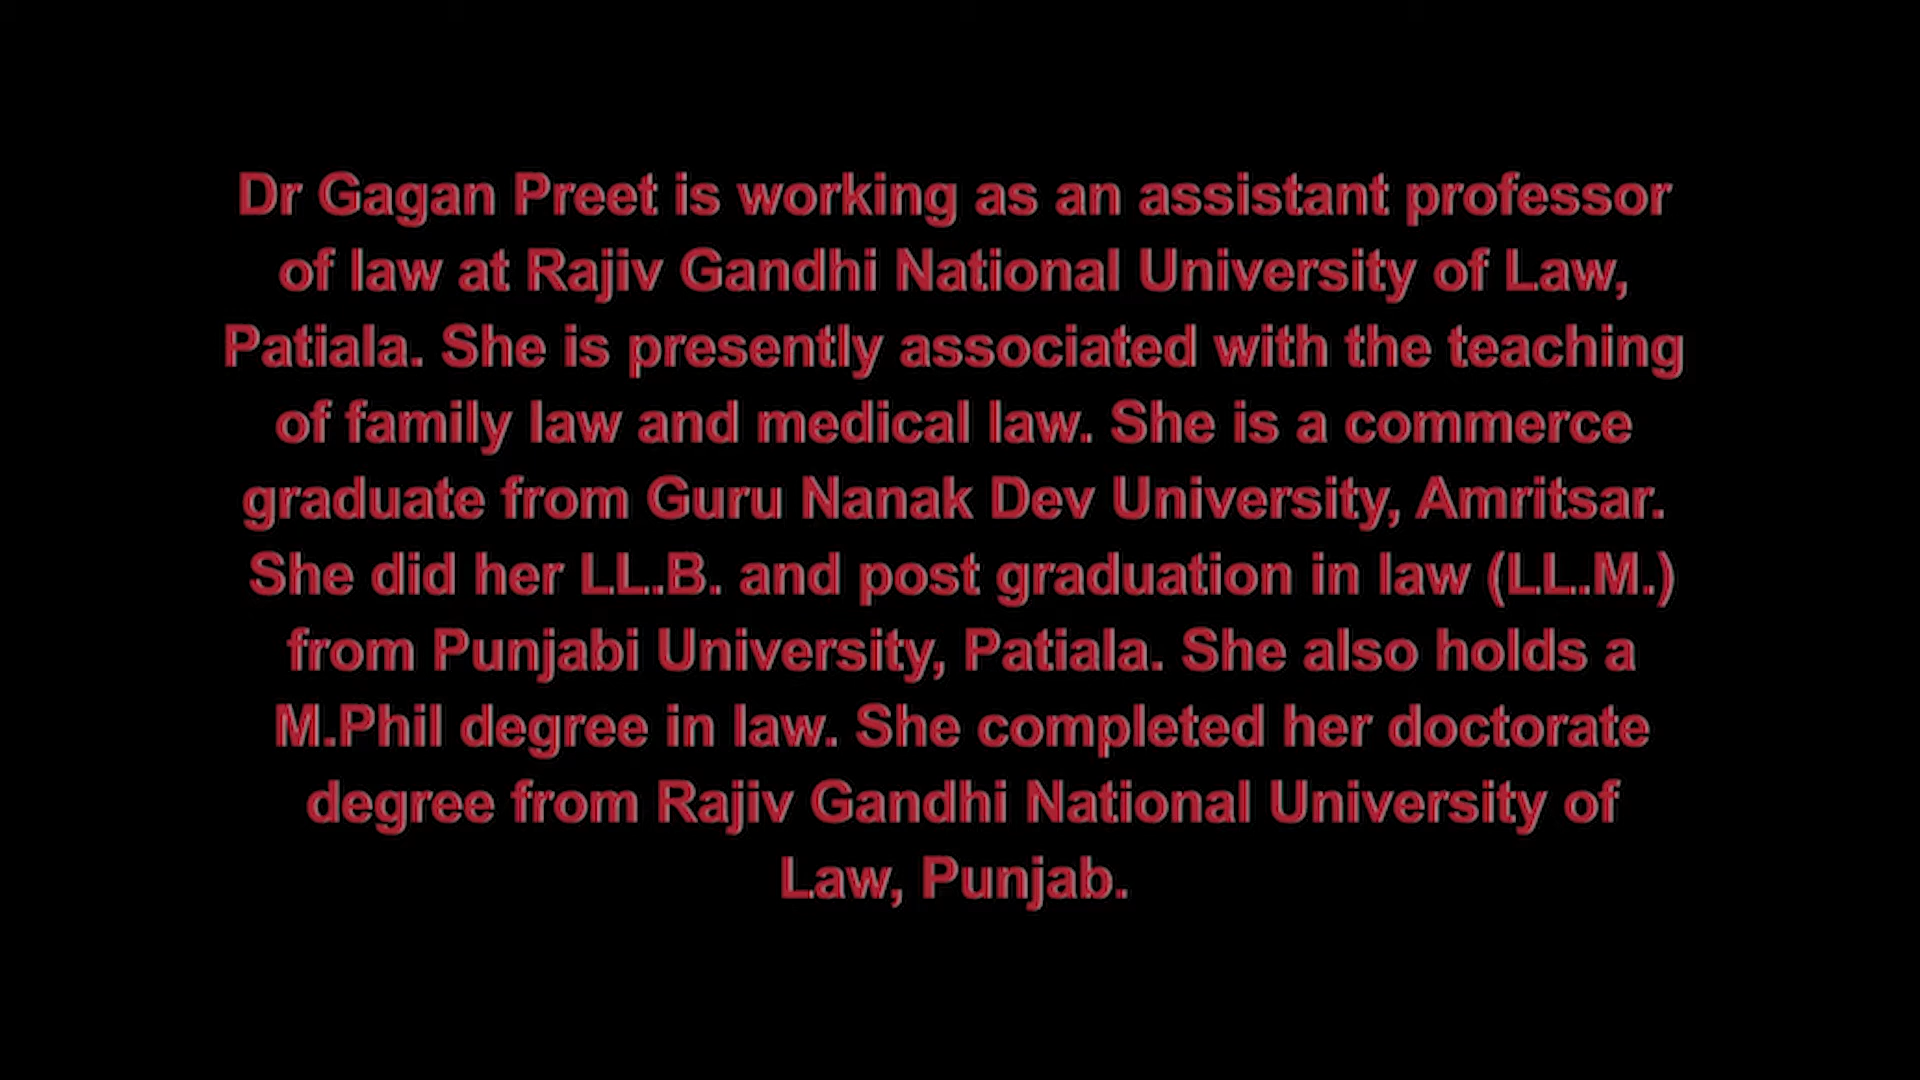 Dr Gagan Preet is working as an assistant professor
of law at Rajiv Gandhi National University of Law,
Patiala. She is presently associated with the teaching
of family law and medical law. She is a commerce
graduate from Guru Nanak Dev University, Amritsar.
She did her LL.B. and post graduation in law (LL.M.)
from Punjabi University, Patiala. She also holds a
M.Phil degree in law. She completed her doctorate
degree from Rajiv Gandhi National University of
Law, Punjab.